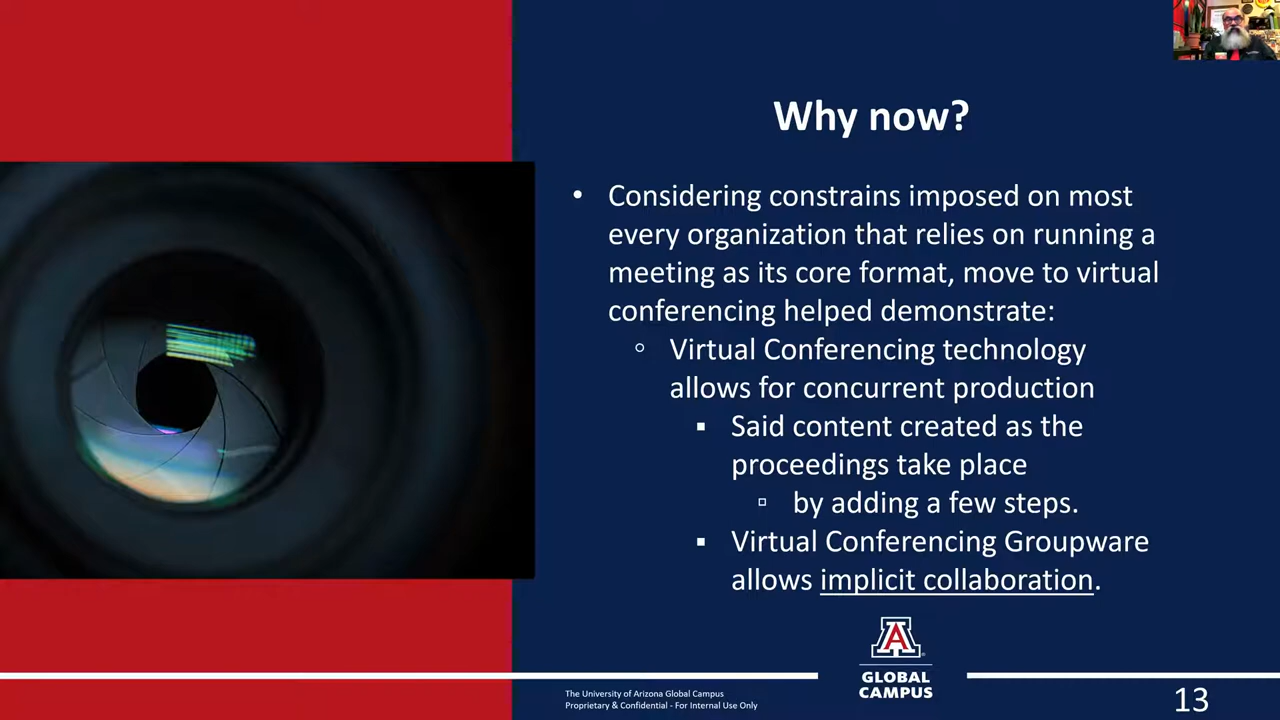 Why now?
• Considering constrains imposed on most
every organization that relies on running a
meeting as its core format, move to virtual
conferencing helped demonstrate:
○ Virtual Conferencing technology
allows for concurrent production
▪ Said content created as the
proceedings take place
▫ by adding a few steps.
▪ Virtual Conferencing Groupware
allows implicit collaboration.
A
GLOBAL
CAMPUS
The University of Arizona Global Campus
Proprietary & Confidential - For Internal Use Only
13